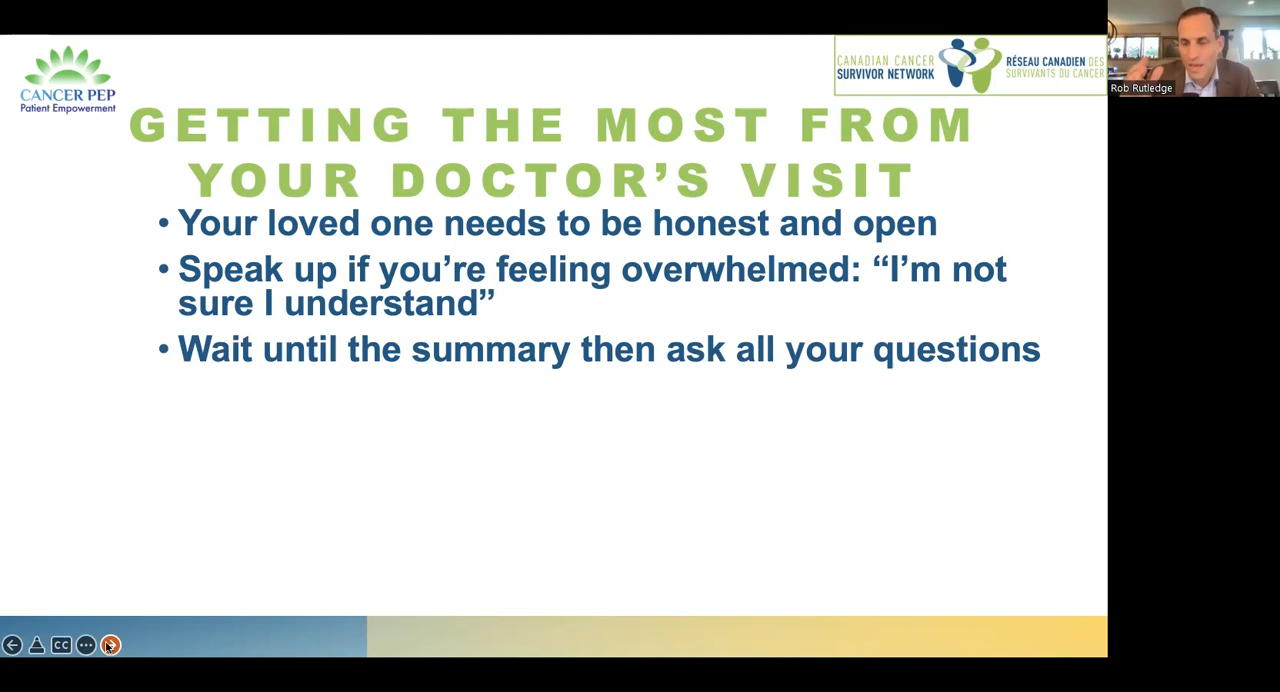 CANCER PEP
Patient Empowerment
CANADIAN CANCER
SURVIVOR NETWORK
RÉSEAU CANADIEN DES
SURVIVANTS DU CANCER
Rob Rutledge
GETTING THE MOST FROM
YOUR DOCTOR’S VISIT
• Your loved one needs to be honest and open
• Speak up if you’re feeling overwhelmed: “I’m not
sure I understand”
• Wait until the summary then ask all your questions
CC